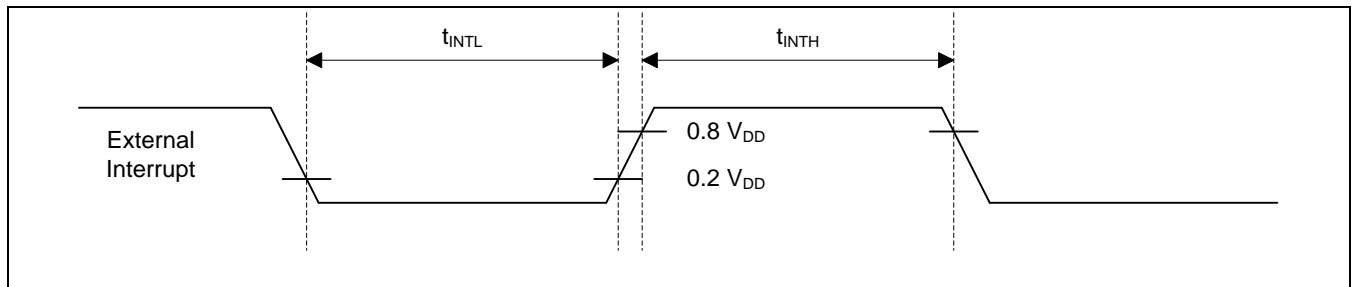 tINTL
tINTH
External
Interrupt
0.8 VDD
0.2 VDD